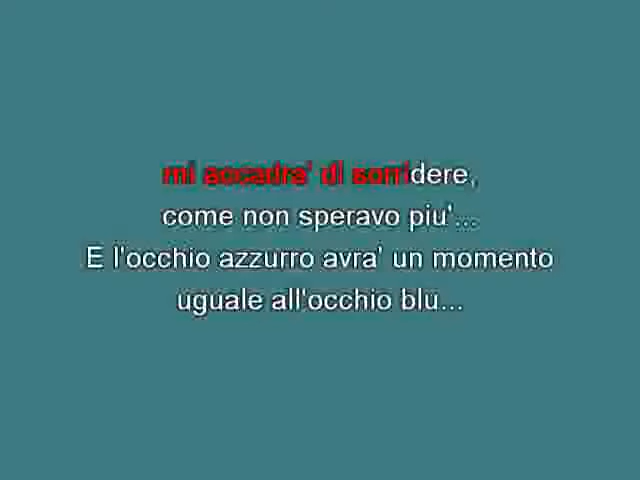 mi accadra' di sorridere,
come non speravo piu'...
E l'occhio azzurro avra' un momento
uguale all'occhio blu...